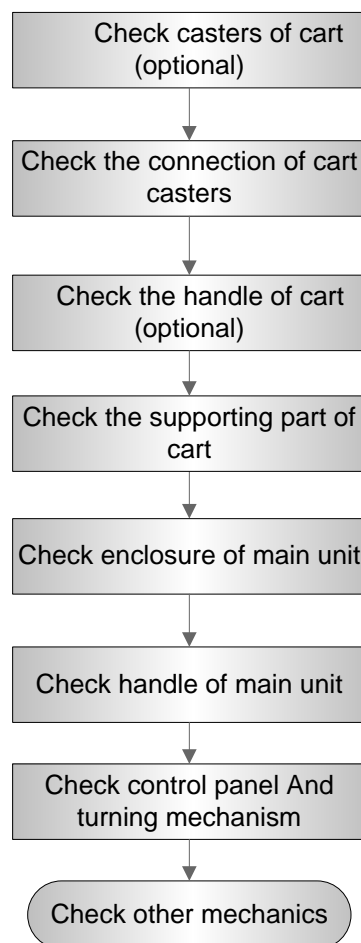 Check casters of cart
(optional)
Check the connection of cart
casters
Check the handle of cart
(optional)
Check the supporting part of
cart
Check enclosure of main unit
Check handle of main unit
Check control panel And
turning mechanism
Check other mechanics